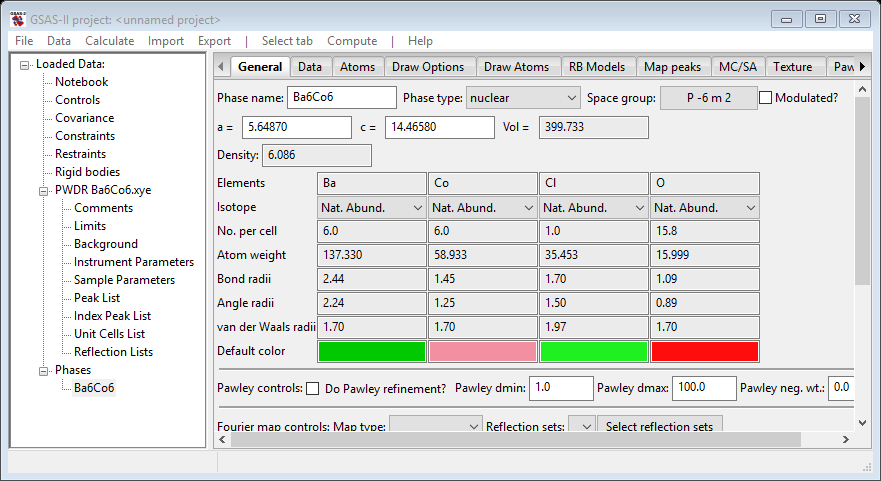 GSAS-II project: <unnamed project>
File Data Calculate Import Export | Select tab Compute | Help
Loaded Data:
Notebook
Controls
Covariance
Constraints
Restraints
Rigid bodies
PWDR Ba6Co6.xye
Comments
Limits
Background
Instrument Parameters
Sample Parameters
Peak List
Index Peak List
Unit Cells List
Reflection Lists
Phases
Ba6Co6
General Data Atoms Draw Options Draw Atoms RB Models Map peaks MC/SA Texture Paw
Phase name: Ba6Co6 Phase type: nuclear Space group: P -6 m 2 Modulated?
a = 5.64870 c = 14.46580 Vol = 399.733
Density: 6.086
Elements Ba Co Cl O
Isotope Nat. Abund. Nat. Abund. Nat. Abund. Nat. Abund.
No. per cell 6.0 6.0 1.0 15.8
Atom weight 137.330 58.933 35.453 15.999
Bond radii 2.44 1.45 1.70 1.09
Angle radii 2.24 1.25 1.50 0.89
van der Waals radii 1.70 1.70 1.97 1.70
Default color
Pawley controls: Do Pawley refinement? Pawley dmin: 1.0 Pawley dmax: 100.0 Pawley neg. wt.: 0.0
Fourier map controls: Map type: Reflection sets: Select reflection sets